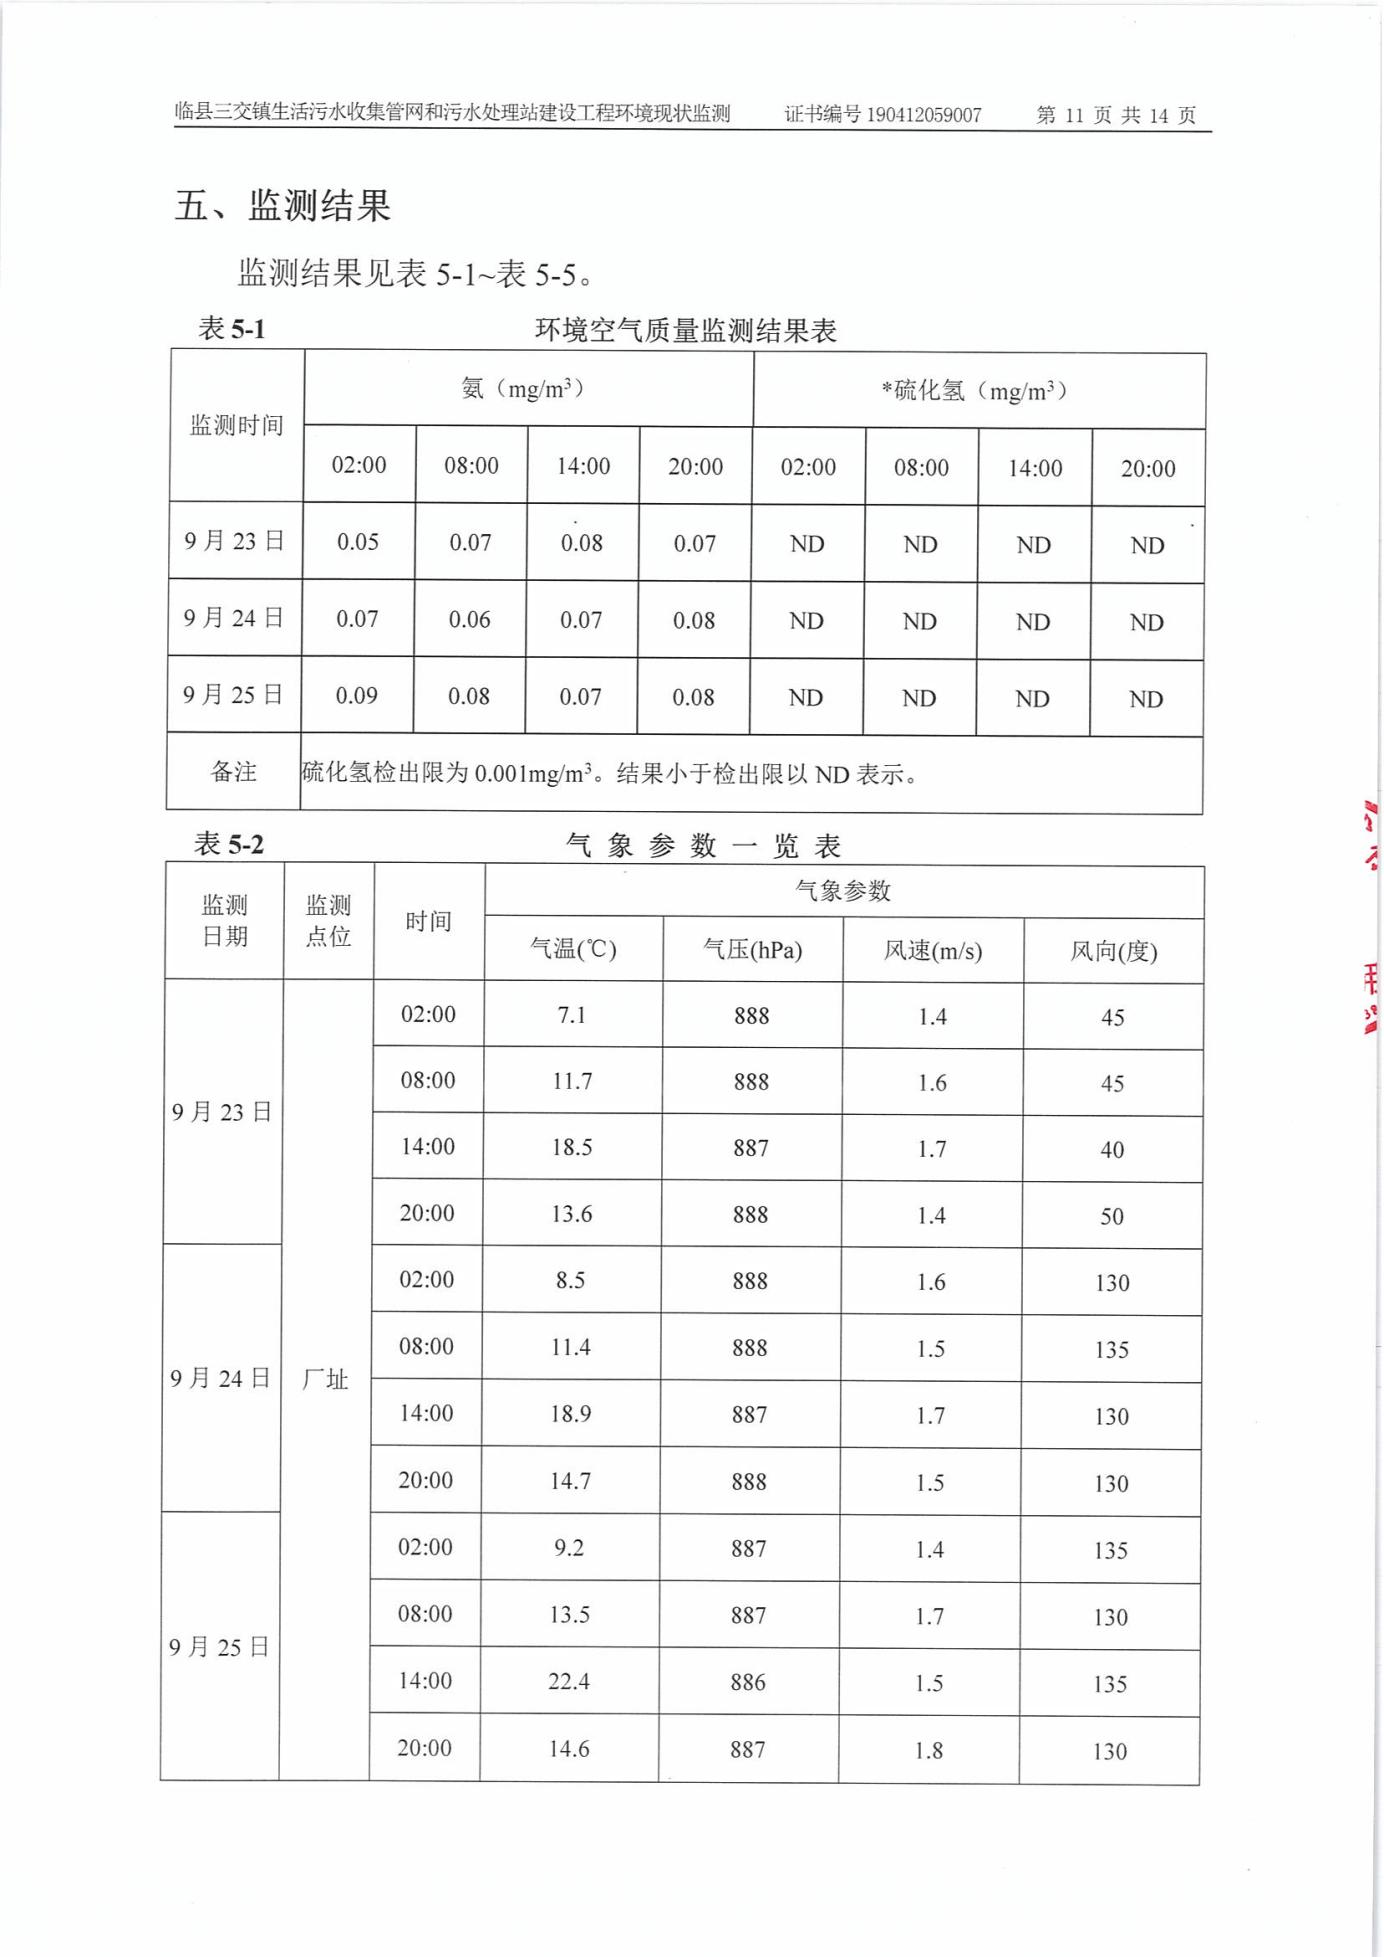 临县三交镇生活污水收集管网和污水处理站建设工程环境现状监测 证书编号 190412059007 第 11 页 共 14 页
五、监测结果
监测结果见表 5-1~表 5-5。
表 5-1 环境空气质量监测结果表
监测时间 氨（mg/m³） *硫化氢（mg/m³）
02:00 08:00 14:00 20:00 02:00 08:00 14:00 20:00
9 月 23 日 0.05 0.07 0.08 0.07 ND ND ND ND
9 月 24 日 0.07 0.06 0.07 0.08 ND ND ND ND
9 月 25 日 0.09 0.08 0.07 0.08 ND ND ND ND
备注 硫化氢检出限为 0.001mg/m³。结果小于检出限以 ND 表示。
表 5-2 气 象 参 数 一 览 表
监测日期 监测点位 时间 气象参数
气温(℃) 气压(hPa) 风速(m/s) 风向(度)
9 月 23 日 厂址 02:00 7.1 888 1.4 45
08:00 11.7 888 1.6 45
14:00 18.5 887 1.7 40
20:00 13.6 888 1.4 50
9 月 24 日 02:00 8.5 888 1.6 130
08:00 11.4 888 1.5 135
14:00 18.9 887 1.7 130
20:00 14.7 888 1.5 130
9 月 25 日 02:00 9.2 887 1.4 135
08:00 13.5 887 1.7 130
14:00 22.4 886 1.5 135
20:00 14.6 887 1.8 130